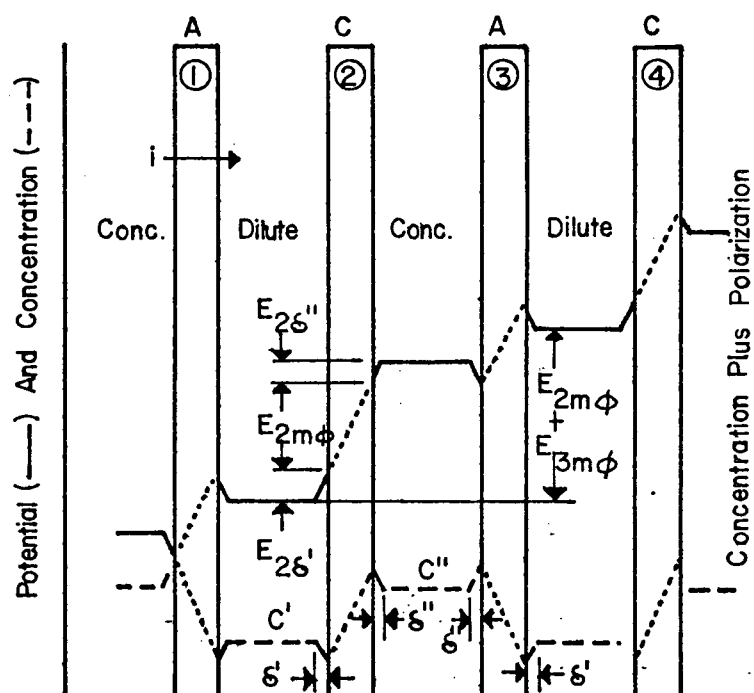 A C A C
① ② ③ ④
i
Conc. Dilute Conc. Dilute
E2δ"
E2mϕ
E2δ'
E2mϕ
+
E3mϕ
C' C"
δ' δ" δ' δ'
Potential (——) And Concentration (– – –)
Concentration Plus Polarization